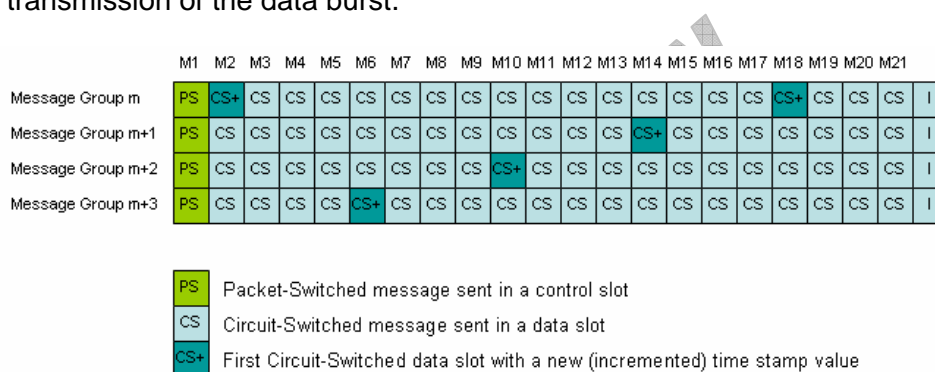 transmission of the data burst.
M1 M2 M3 M4 M5 M6 M7 M8 M9 M10 M11 M12 M13 M14 M15 M16 M17 M18 M19 M20 M21
Message Group m PS CS+ CS CS CS CS CS CS CS CS CS CS CS CS CS CS CS CS+ CS CS CS I
Message Group m+1 PS CS CS CS CS CS CS CS CS CS CS CS CS CS+ CS CS CS CS CS CS CS I
Message Group m+2 PS CS CS CS CS CS CS CS CS CS+ CS CS CS CS CS CS CS CS CS CS CS I
Message Group m+3 PS CS CS CS CS CS+ CS CS CS CS CS CS CS CS CS CS CS CS CS CS CS I
PS Packet-Switched message sent in a control slot
CS Circuit-Switched message sent in a data slot
CS+ First Circuit-Switched data slot with a new (incremented) time stamp value